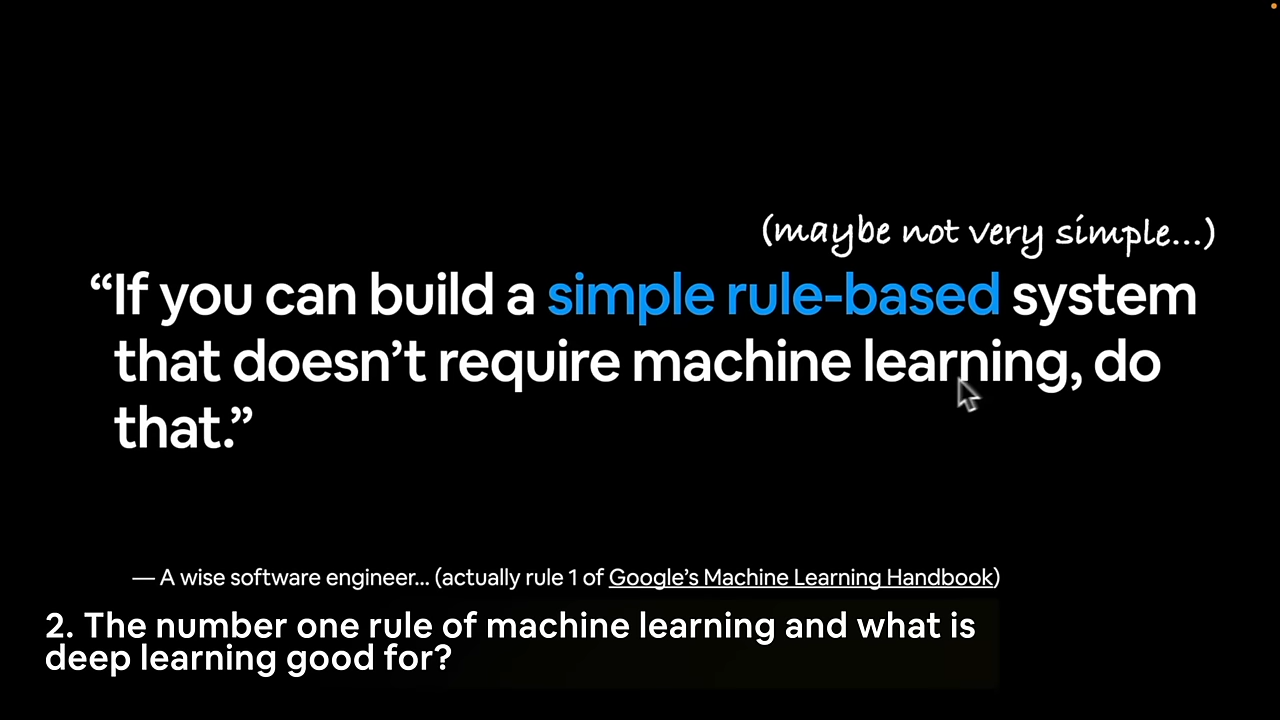 (maybe not very simple...)
“If you can build a simple rule-based system
that doesn’t require machine learning, do
that.”
— A wise software engineer... (actually rule 1 of Google’s Machine Learning Handbook)
2. The number one rule of machine learning and what is
deep learning good for?